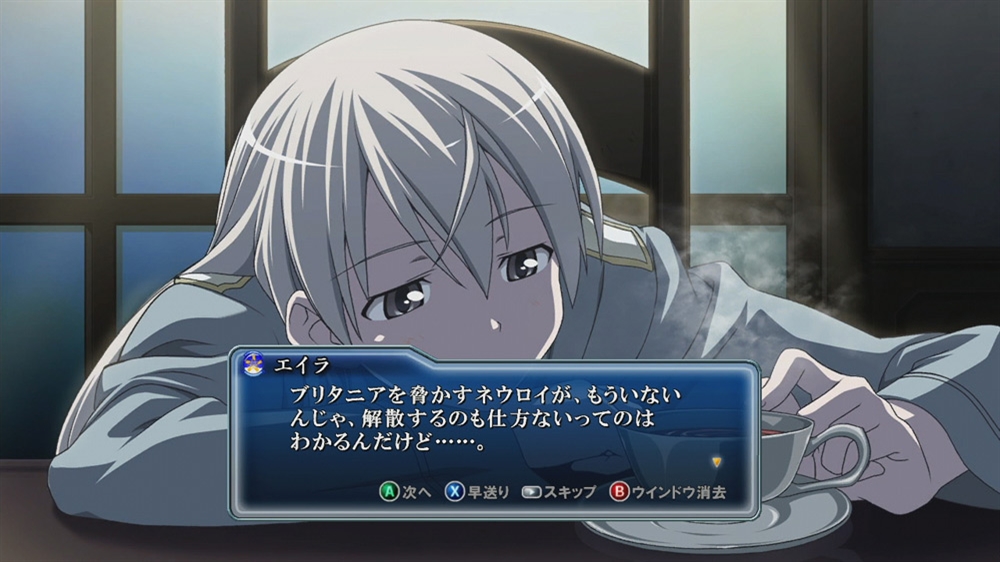 エイラ
ブリタニアを脅かすネウロイが、もういない
んじゃ、解散するのも仕方ないってのは
わかるんだけど……。
A次へ X早送り スキップ Bウインドウ消去